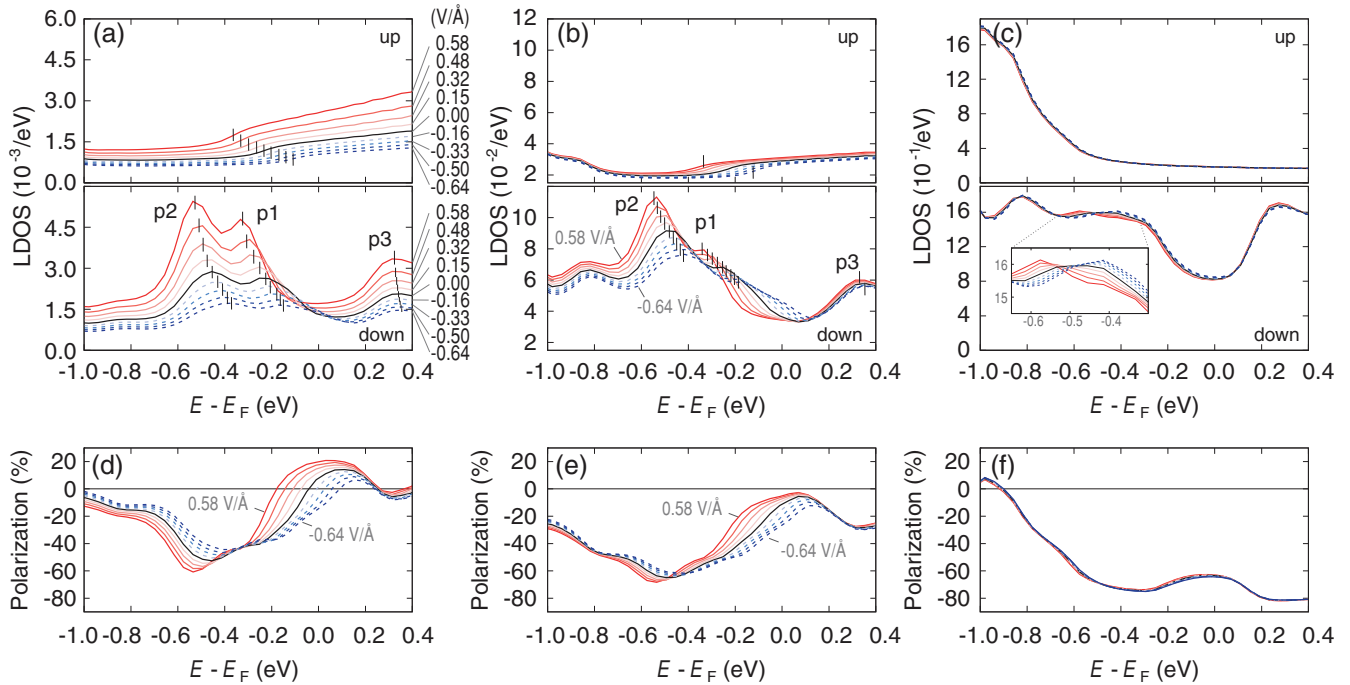 (a)
up
LDOS (10⁻³/eV)
6.0
4.5
3.0
1.5
0.0
(V/Å)
0.58
0.48
0.32
0.15
0.00
-0.16
-0.33
-0.50
-0.64
p2
p1
p3
down
6.0
4.5
3.0
1.5
0.0
0.58
0.48
0.32
0.15
0.00
-0.16
-0.33
-0.50
-0.64
-1.0 -0.8 -0.6 -0.4 -0.2 0.0 0.2 0.4
E - E_F (eV)
(b)
up
LDOS (10⁻²/eV)
12
10
8
6
4
2
p2
p1
p3
0.58 V/Å
-0.64 V/Å
down
10
8
6
4
2
-1.0 -0.8 -0.6 -0.4 -0.2 0.0 0.2 0.4
E - E_F (eV)
(c)
up
LDOS (10⁻¹/eV)
16
12
8
4
0
16
12
8
4
0
16
15
-0.6 -0.5 -0.4
down
-1.0 -0.8 -0.6 -0.4 -0.2 0.0 0.2 0.4
E - E_F (eV)
(d)
Polarization (%)
20
0
-20
-40
-60
-80
0.58 V/Å
-0.64 V/Å
-1.0 -0.8 -0.6 -0.4 -0.2 0.0 0.2 0.4
E - E_F (eV)
(e)
Polarization (%)
20
0
-20
-40
-60
-80
0.58 V/Å
-0.64 V/Å
-1.0 -0.8 -0.6 -0.4 -0.2 0.0 0.2 0.4
E - E_F (eV)
(f)
Polarization (%)
20
0
-20
-40
-60
-80
-1.0 -0.8 -0.6 -0.4 -0.2 0.0 0.2 0.4
E - E_F (eV)